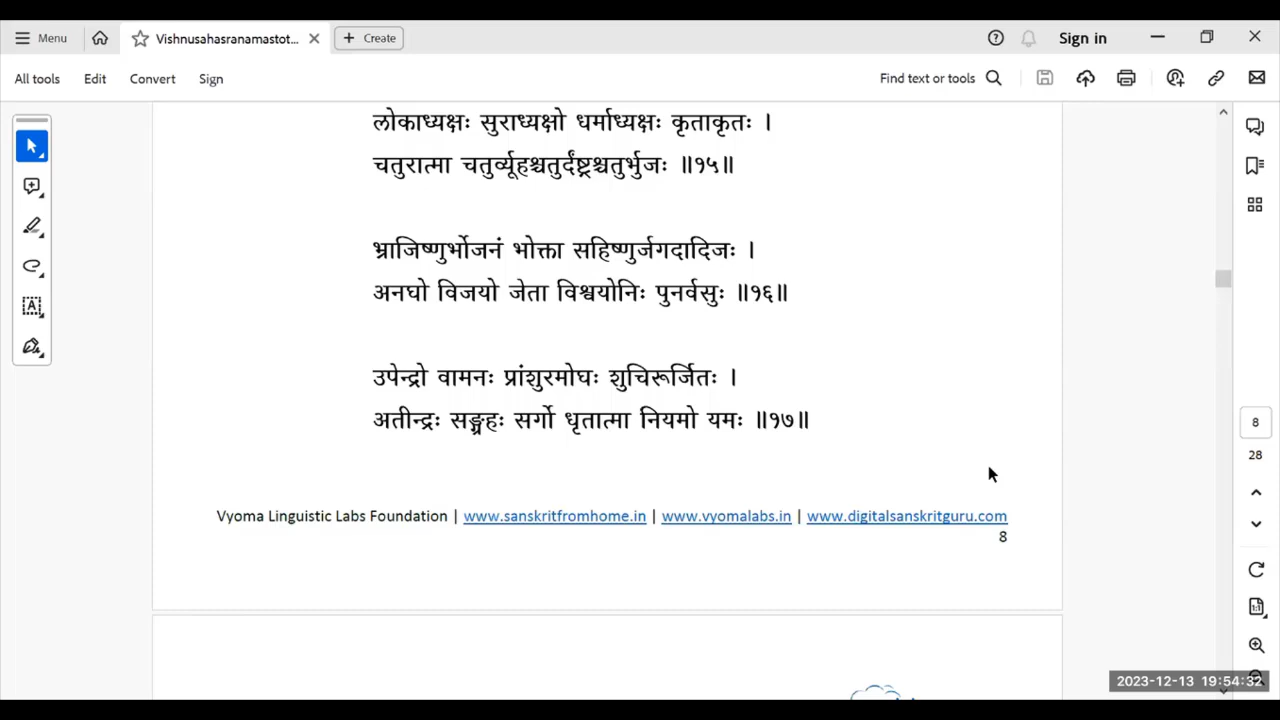 Menu
Vishnusahasranamastot...
Create
Sign in
All tools
Edit
Convert
Sign
Find text or tools
लोकाध्यक्षः सुराध्यक्षो धर्माध्यक्षः कृताकृतः ।
चतुरात्मा चतुर्व्यूहश्चतुर्दंष्ट्रश्चतुर्भुजः ॥१५॥
भ्राजिष्णुर्भोजनं भोक्ता सहिष्णुर्जगदादिजः ।
अनघो विजयो जेता विश्वयोनिः पुनर्वसुः ॥१६॥
उपेन्द्रो वामनः प्रांशुरमोघः शुचिरूर्जितः ।
अतीन्द्रः सङ्ग्रहः सर्गो धृतात्मा नियमो यमः ॥१७॥
Vyoma Linguistic Labs Foundation | www.sanskritfromhome.in | www.vyomalabs.in | www.digitalsanskritguru.com
8
8
28
2023-12-13 19:54:32